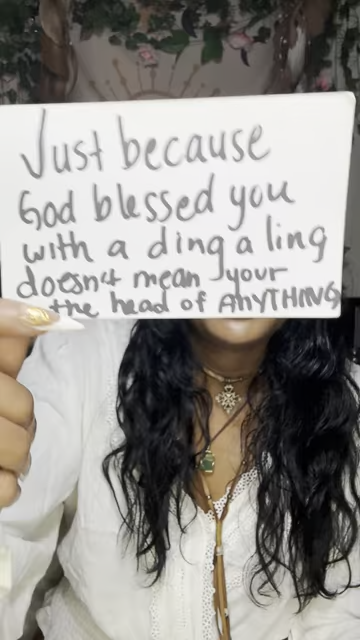 Just because
God blessed you
with a ding a ling
doesn't mean your
the head of ANYTHING